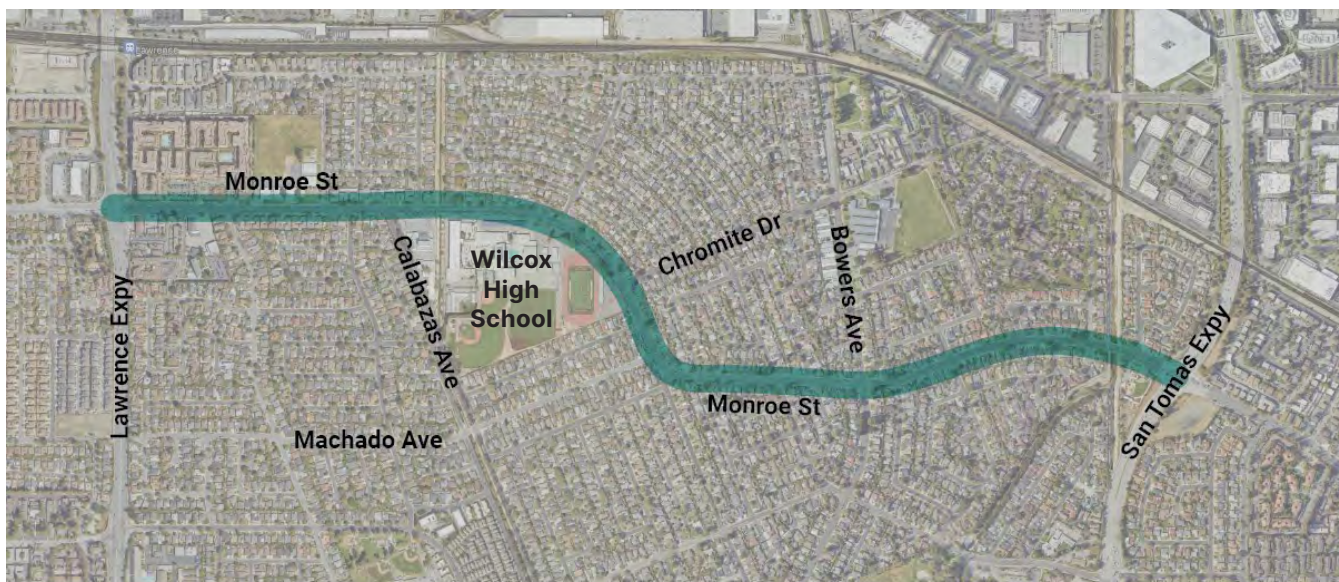 Lawrence
Monroe St
Chromite Dr
Bowers Ave
Calabazas Ave
Wilcox
High
School
Lawrence Expy
San Tomas Expy
Monroe St
Machado Ave